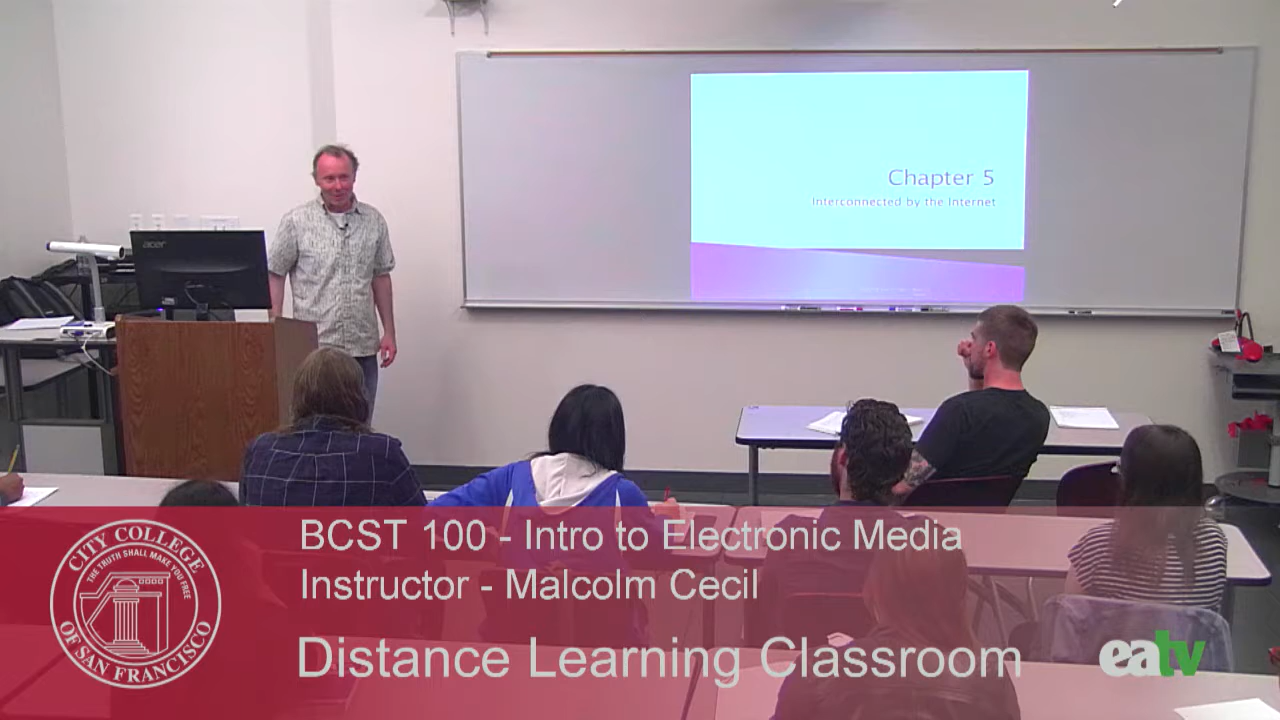 acer
Chapter 5
Interconnected by the Internet
BCST 100 - Intro to Electronic Media
Instructor - Malcolm Cecil
Distance Learning Classroom
CITY COLLEGE
THE TRUTH SHALL MAKE YOU FREE
OF SAN FRANCISCO
eatv